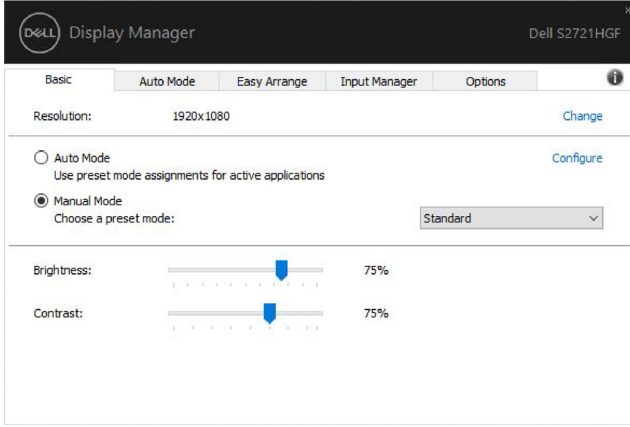 DELL Display Manager
Dell S2721HGF
Basic Auto Mode Easy Arrange Input Manager Options
Resolution: 1920x1080 Change
Auto Mode Configure
Use preset mode assignments for active applications
Manual Mode
Choose a preset mode: Standard
Brightness: 75%
Contrast: 75%